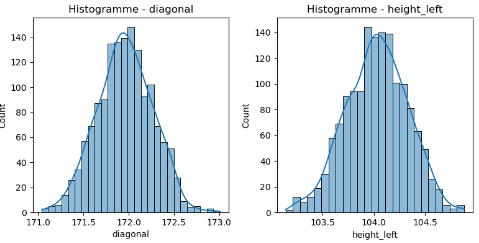 Histogramme - diagonal
Count
140
120
100
80
60
40
20
0
171.0 171.5 172.0 172.5 173.0
diagonal
Histogramme - height_left
Count
140
120
100
80
60
40
20
0
103.5 104.0 104.5
height_left